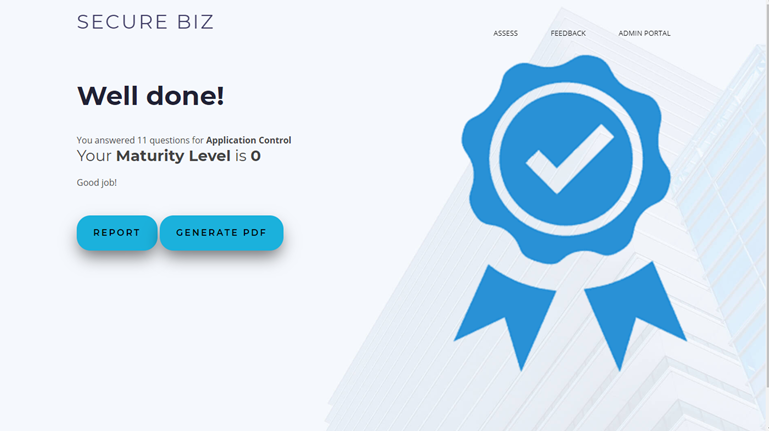 SECURE BIZ
ASSESS FEEDBACK ADMIN PORTAL
Well done!
You answered 11 questions for Application Control
Your Maturity Level is 0
Good job!
REPORT GENERATE PDF